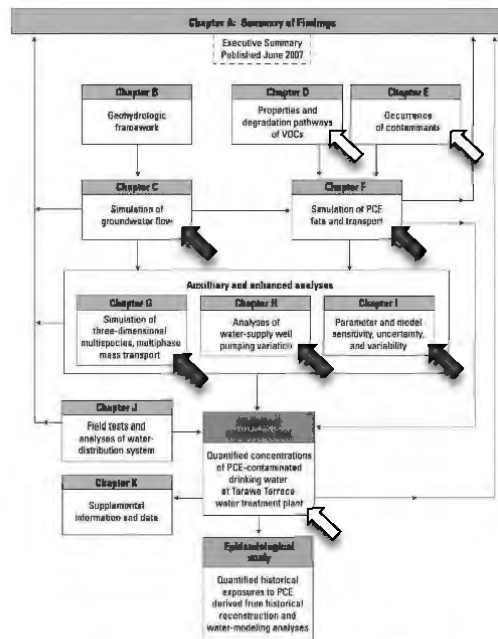 Chapter A: Summary of Findings
Executive Summary
Published June 2007
Chapter B
Geohydrologic
framework
Chapter D
Properties and
degradation pathways
of VOCs
Chapter E
Occurrence
of contaminants
Chapter C
Simulation of
groundwater flow
Chapter F
Simulation of PCE
fate and transport
Auxiliary and enhanced analyses
Chapter G
Simulation of
three-dimensional
multispecies, multiphase
mass transport
Chapter H
Analyses of
water-supply well
pumping variation
Chapter I
Parameter and model
sensitivity, uncertainty,
and variability
Chapter J
Field tests and
analyses of water-
distribution system
Quantified concentrations
of PCE-contaminated
drinking water
at Tarawa Terrace
water treatment plant
Chapter K
Supplemental
information and data
Epidemiological
study
Quantified historical
exposures to PCE
derived from historical
reconstruction and
water-modeling analyses